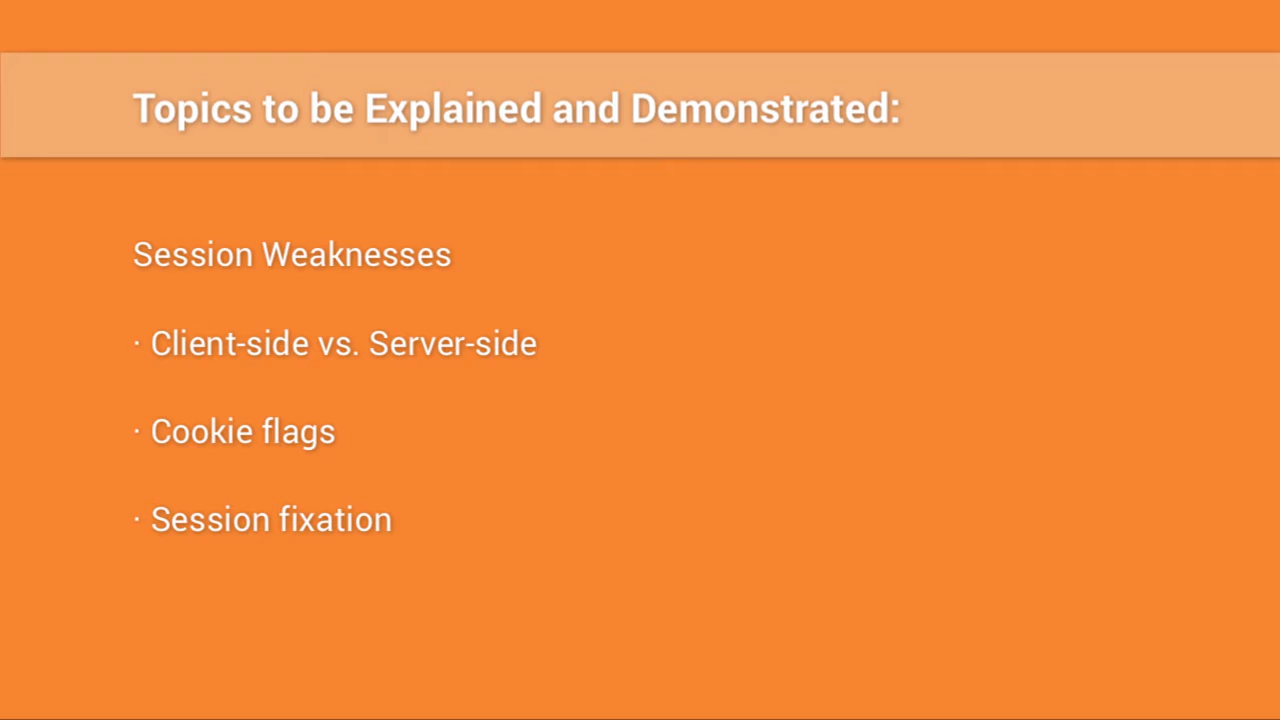 Topics to be Explained and Demonstrated:
Session Weaknesses
· Client-side vs. Server-side
· Cookie flags
· Session fixation